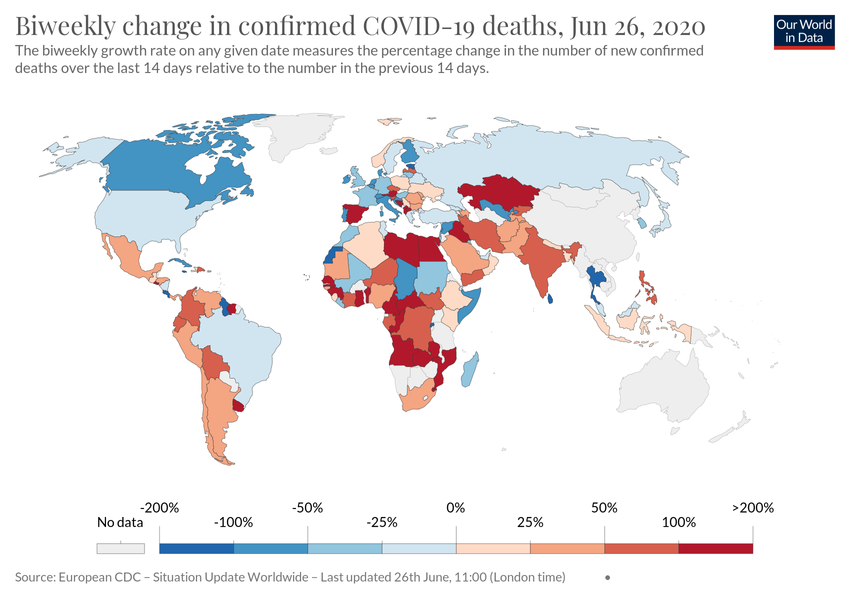 Biweekly change in confirmed COVID-19 deaths, Jun 26, 2020
Our World
in Data
The biweekly growth rate on any given date measures the percentage change in the number of new confirmed
deaths over the last 14 days relative to the number in the previous 14 days.
-200% -50% 0% 50% >200%
No data -100% -25% 25% 100%
Source: European CDC – Situation Update Worldwide – Last updated 26th June, 11:00 (London time)